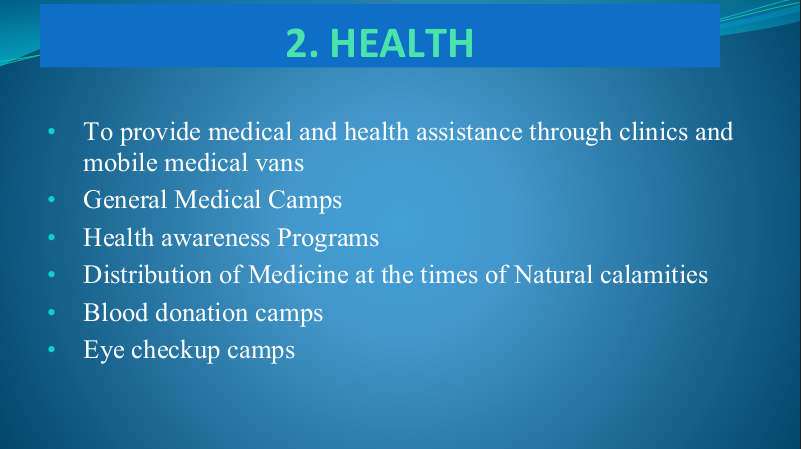 2. HEALTH
• To provide medical and health assistance through clinics and
mobile medical vans
• General Medical Camps
• Health awareness Programs
• Distribution of Medicine at the times of Natural calamities
• Blood donation camps
• Eye checkup camps